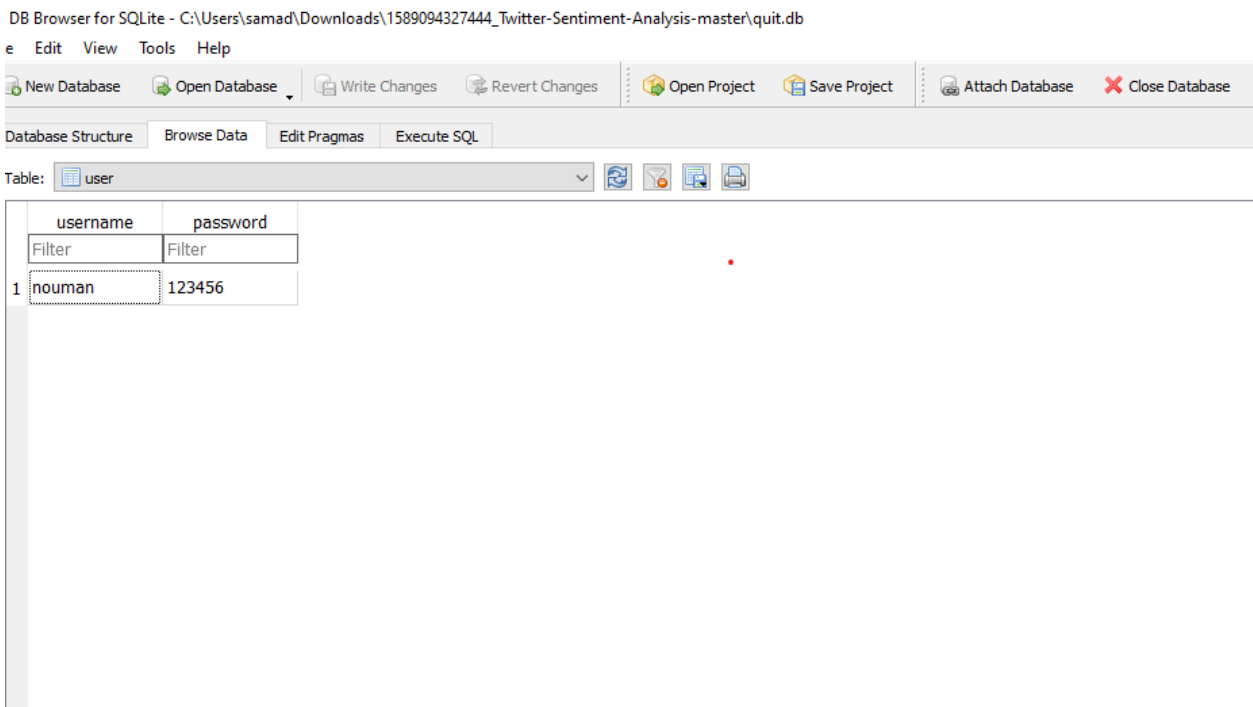 DB Browser for SQLite - C:\Users\samad\Downloads\1589094327444_Twitter-Sentiment-Analysis-master\quit.db
e Edit View Tools Help
New Database Open Database Write Changes Revert Changes Open Project Save Project Attach Database Close Database
Database Structure Browse Data Edit Pragmas Execute SQL
Table: user
username password
Filter Filter
1 nouman 123456